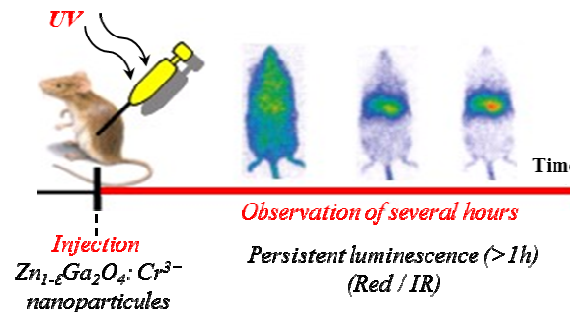 UV
Time
Observation of several hours
Injection
Zn₁₋εGa₂O₄: Cr³⁻
nanoparticules
Persistent luminescence (>1h)
(Red / IR)